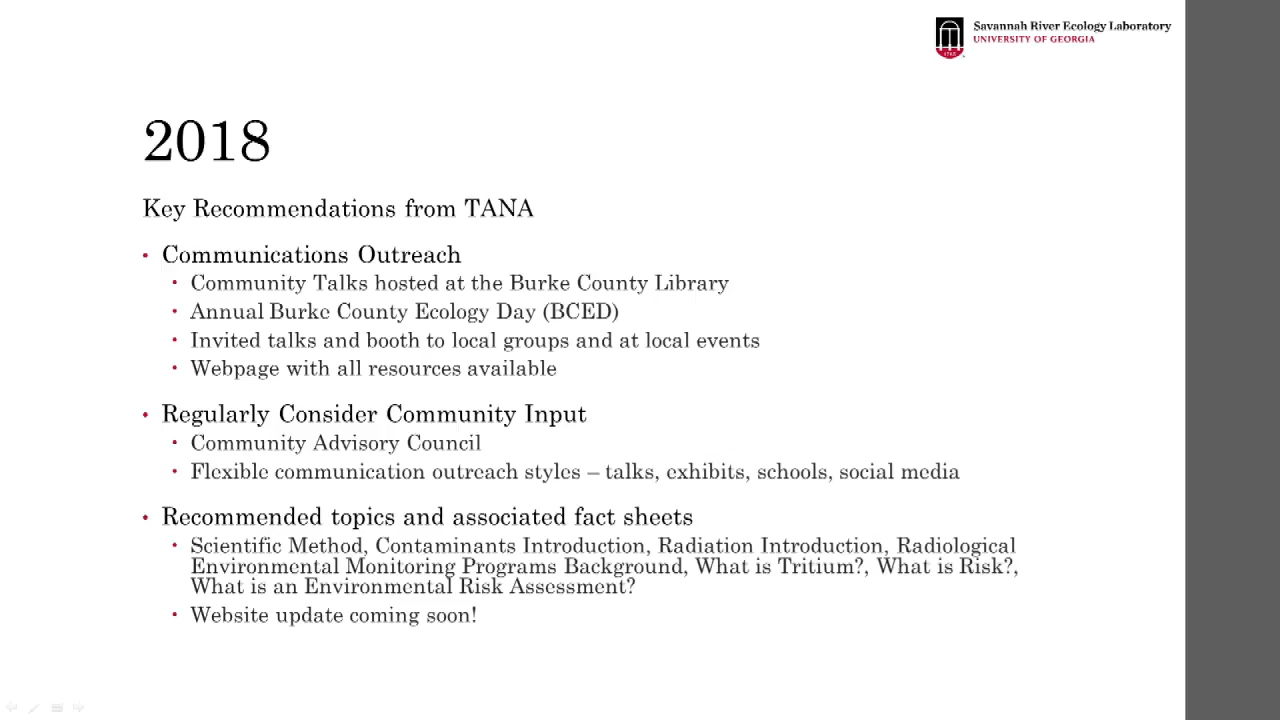 Savannah River Ecology Laboratory
UNIVERSITY OF GEORGIA
2018
Key Recommendations from TANA
• Communications Outreach
• Community Talks hosted at the Burke County Library
• Annual Burke County Ecology Day (BCED)
• Invited talks and booth to local groups and at local events
• Webpage with all resources available
• Regularly Consider Community Input
• Community Advisory Council
• Flexible communication outreach styles – talks, exhibits, schools, social media
• Recommended topics and associated fact sheets
• Scientific Method, Contaminants Introduction, Radiation Introduction, Radiological
Environmental Monitoring Programs Background, What is Tritium?, What is Risk?,
What is an Environmental Risk Assessment?
• Website update coming soon!